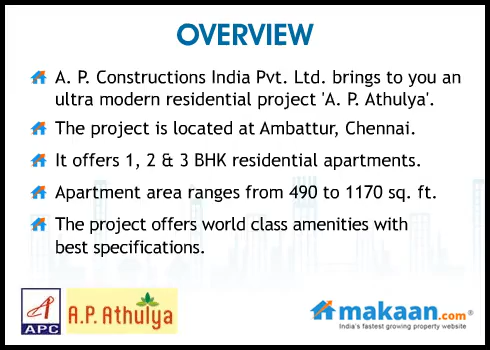 OVERVIEW
A. P. Constructions India Pvt. Ltd. brings to you an
ultra modern residential project 'A. P. Athulya'.
The project is located at Ambattur, Chennai.
It offers 1, 2 & 3 BHK residential apartments.
Apartment area ranges from 490 to 1170 sq. ft.
The project offers world class amenities with
best specifications.
APC
A.P. Athulya
makaan.com®
India's fastest growing property website